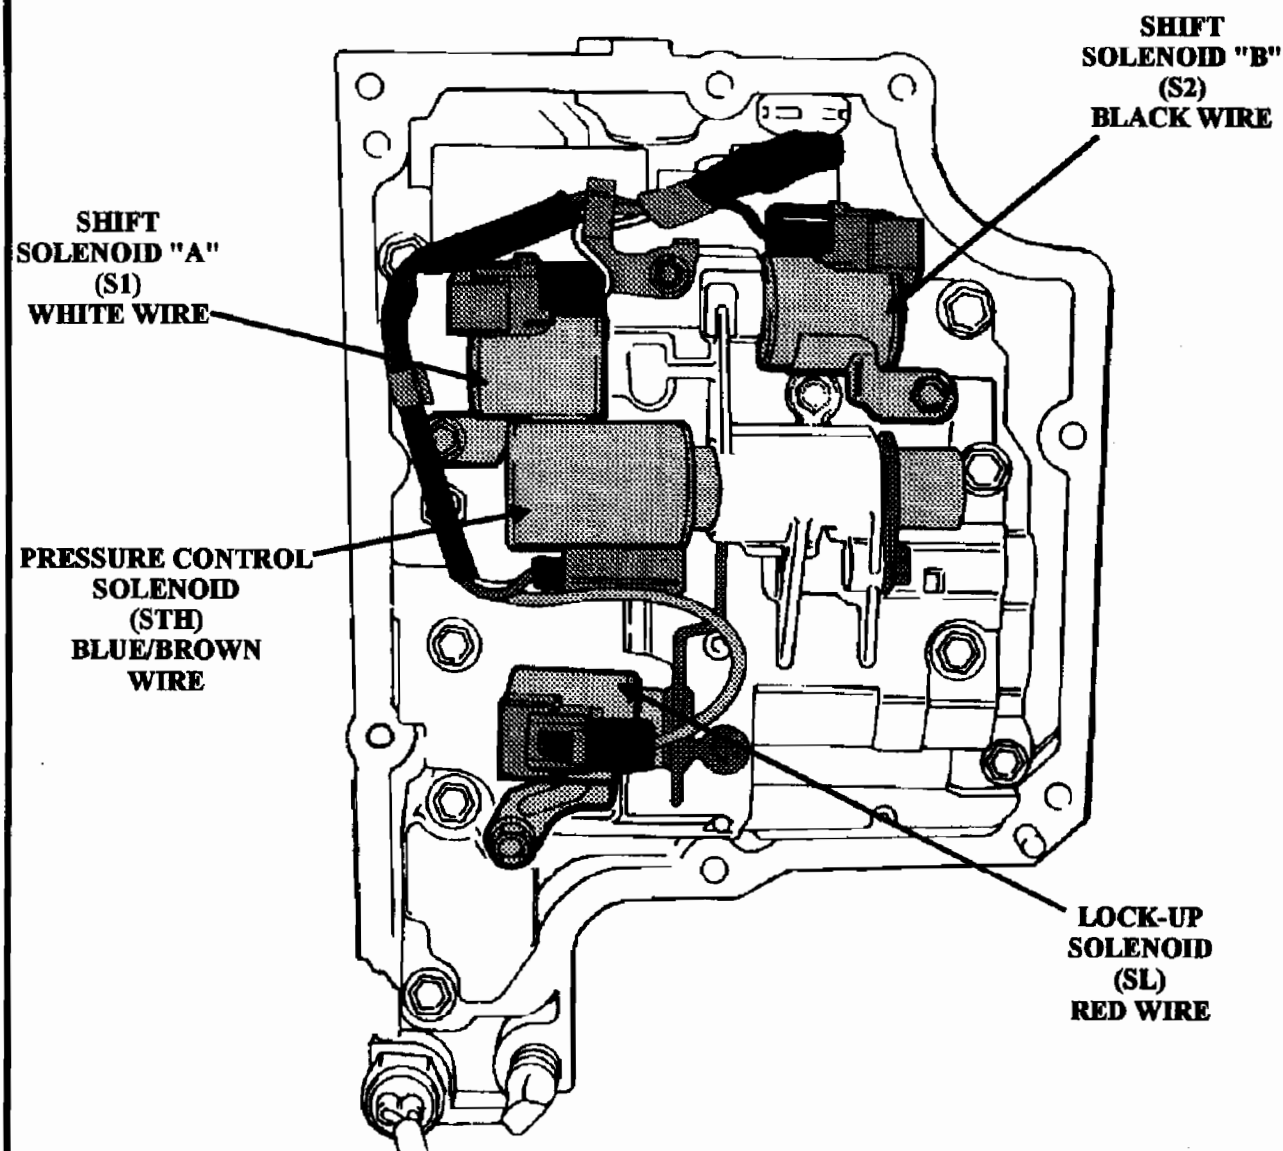 SHIFT
SOLENOID "B"
(S2)
BLACK WIRE
SHIFT
SOLENOID "A"
(S1)
WHITE WIRE
PRESSURE CONTROL
SOLENOID
(STH)
BLUE/BROWN
WIRE
LOCK-UP
SOLENOID
(SL)
RED WIRE